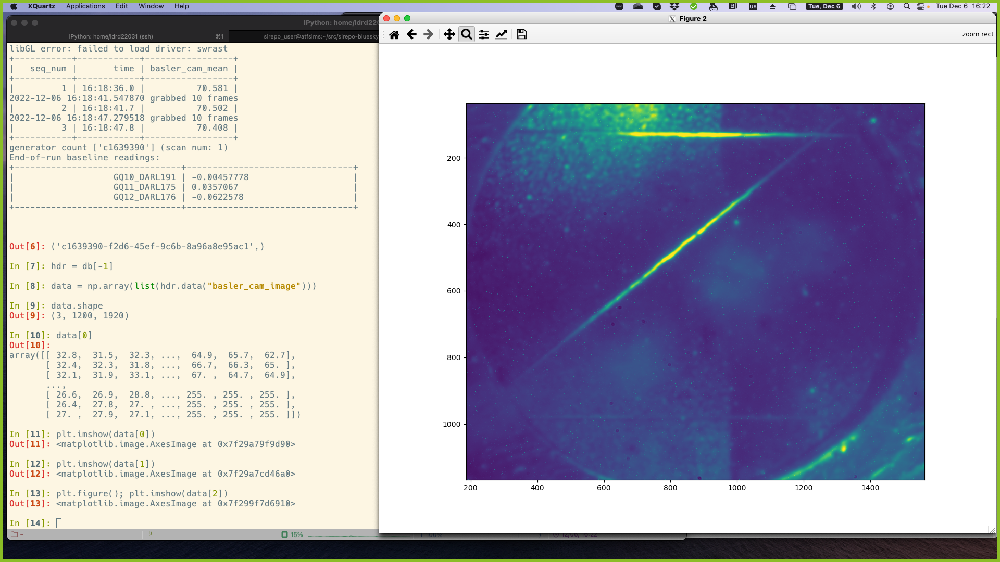 XQuartz Applications Edit Window Help
US
Tue, Dec 6
Tue Dec 6 16:22
IPython: home/ldrd220
IPython: home/ldrd22031 (ssh) ⌘1 sirepo_user@atfsims:~/src/sirepo-bluesky
libGL error: failed to load driver: swrast
+-----------+------------+-----------------+
|   seq_num |       time | basler_cam_mean |
+-----------+------------+-----------------+
|         1 | 16:18:36.0 |          70.581 |
2022-12-06 16:18:41.547870 grabbed 10 frames
|         2 | 16:18:41.7 |          70.502 |
2022-12-06 16:18:47.279518 grabbed 10 frames
|         3 | 16:18:47.8 |          70.408 |
+-----------+------------+-----------------+
generator count ['c1639390'] (scan num: 1)
End-of-run baseline readings:
+--------------------------------+--------------------------------+
|                   GQ10_DARL191 | -0.00457778                    |
|                   GQ11_DARL175 | 0.0357067                      |
|                   GQ12_DARL176 | -0.0622578                     |
+--------------------------------+--------------------------------+
Out[6]: ('c1639390-f2d6-45ef-9c6b-8a96a8e95ac1',)
In [7]: hdr = db[-1]
In [8]: data = np.array(list(hdr.data("basler_cam_image")))
In [9]: data.shape
Out[9]: (3, 1200, 1920)
In [10]: data[0]
Out[10]:
array([[ 32.8,  31.5,  32.3, ...,  64.9,  65.7,  62.7],
       [ 32.4,  32.3,  31.8, ...,  66.7,  66.3,  65. ],
       [ 32.1,  31.9,  33.1, ...,  67. ,  64.7,  64.9],
       ...,
       [ 26.6,  26.9,  28.8, ..., 255. , 255. , 255. ],
       [ 26.4,  27.8,  27. , ..., 255. , 255. , 255. ],
       [ 27. ,  27.9,  27.1, ..., 255. , 255. , 255. ]])
In [11]: plt.imshow(data[0])
Out[11]: <matplotlib.image.AxesImage at 0x7f29a79f9d90>
In [12]: plt.imshow(data[1])
Out[12]: <matplotlib.image.AxesImage at 0x7f29a7cd46a0>
In [13]: plt.figure(); plt.imshow(data[2])
Out[13]: <matplotlib.image.AxesImage at 0x7f299f7d6910>
In [14]:
~
15%
100%
12/06, 16:22
Figure 2
zoom rect
200
400
600
800
1000
200 400 600 800 1000 1200 1400